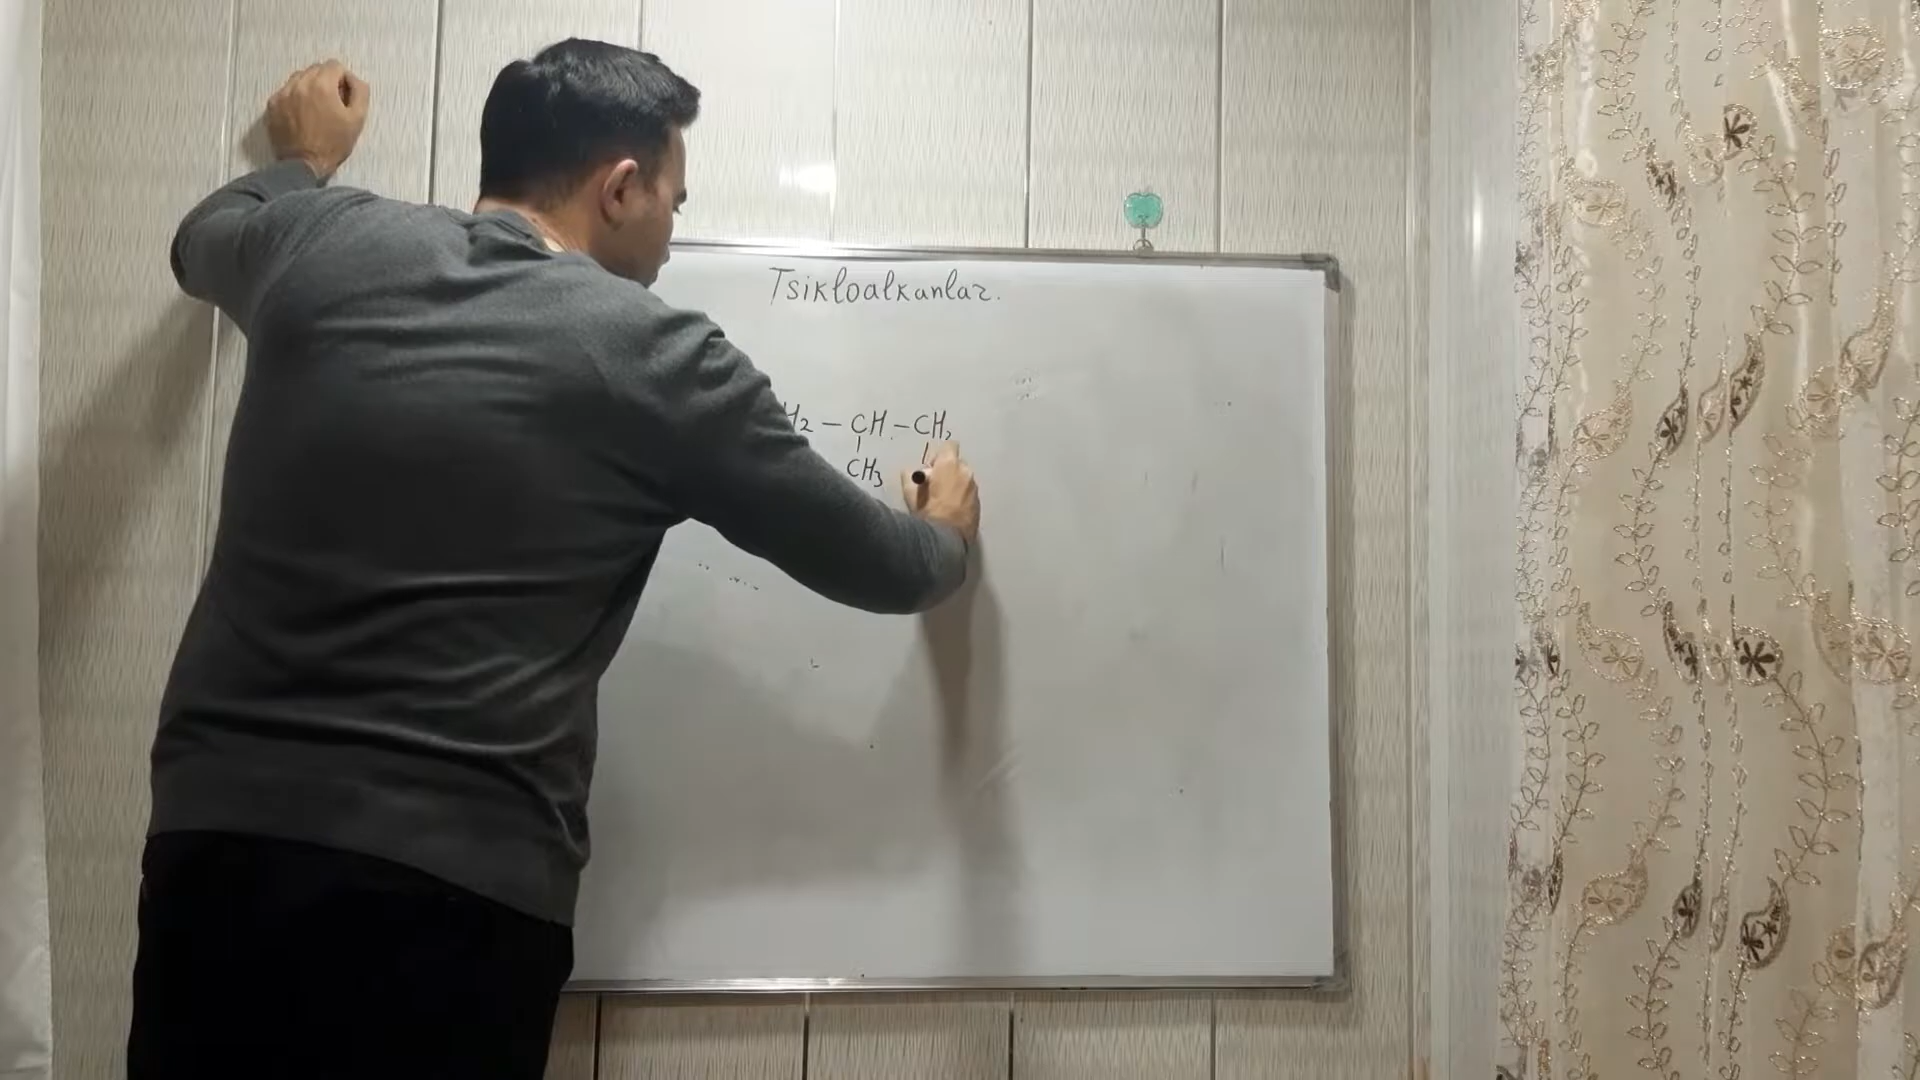 Tsikloalkanlar.
H2 – CH – CH2
CH3